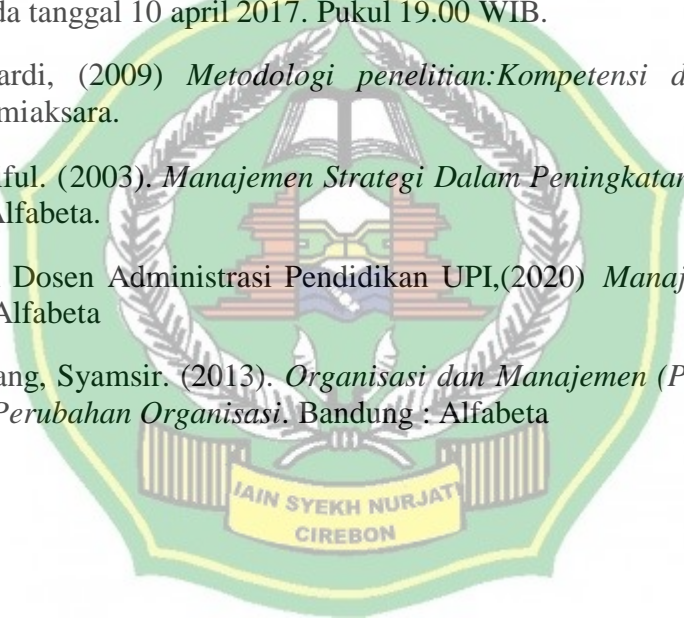 da tanggal 10 april 2017. Pukul 19.00 WIB.
ardi, (2009) Metodologi penelitian:Kompetensi d
miaksara.
ful. (2003). Manajemen Strategi Dalam Peningkatan
Alfabeta.
Dosen Administrasi Pendidikan UPI,(2020) Manaj
Alfabeta
ang, Syamsir. (2013). Organisasi dan Manajemen (P
Perubahan Organisasi. Bandung : Alfabeta
IAIN SYEKH NURJATI
CIREBON